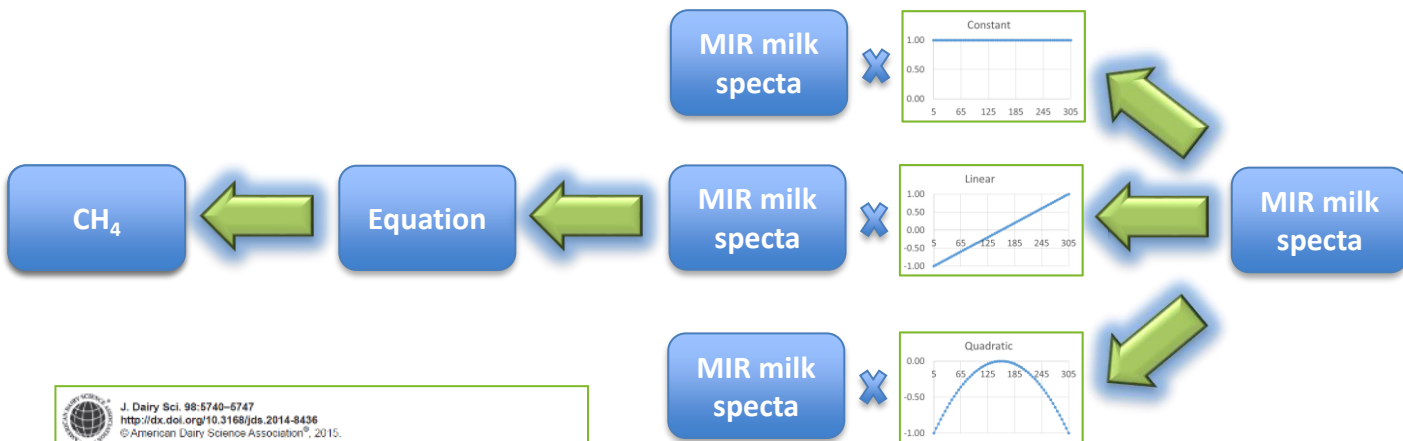 MIR milk
specta
Constant
1.00
0.50
0.00
5 65 125 185 245 305
CH₄
Equation
MIR milk
specta
Linear
1.00
0.50
0.00
-0.50
-1.00
5 65 125 185 245 305
MIR milk
specta
MIR milk
specta
Quadratic
0.00
-0.50
-1.00
5 65 125 185 245 305
J. Dairy Sci. 98:5740–5747
http://dx.doi.org/10.3168/jds.2014-8436
© American Dairy Science Association®, 2015.